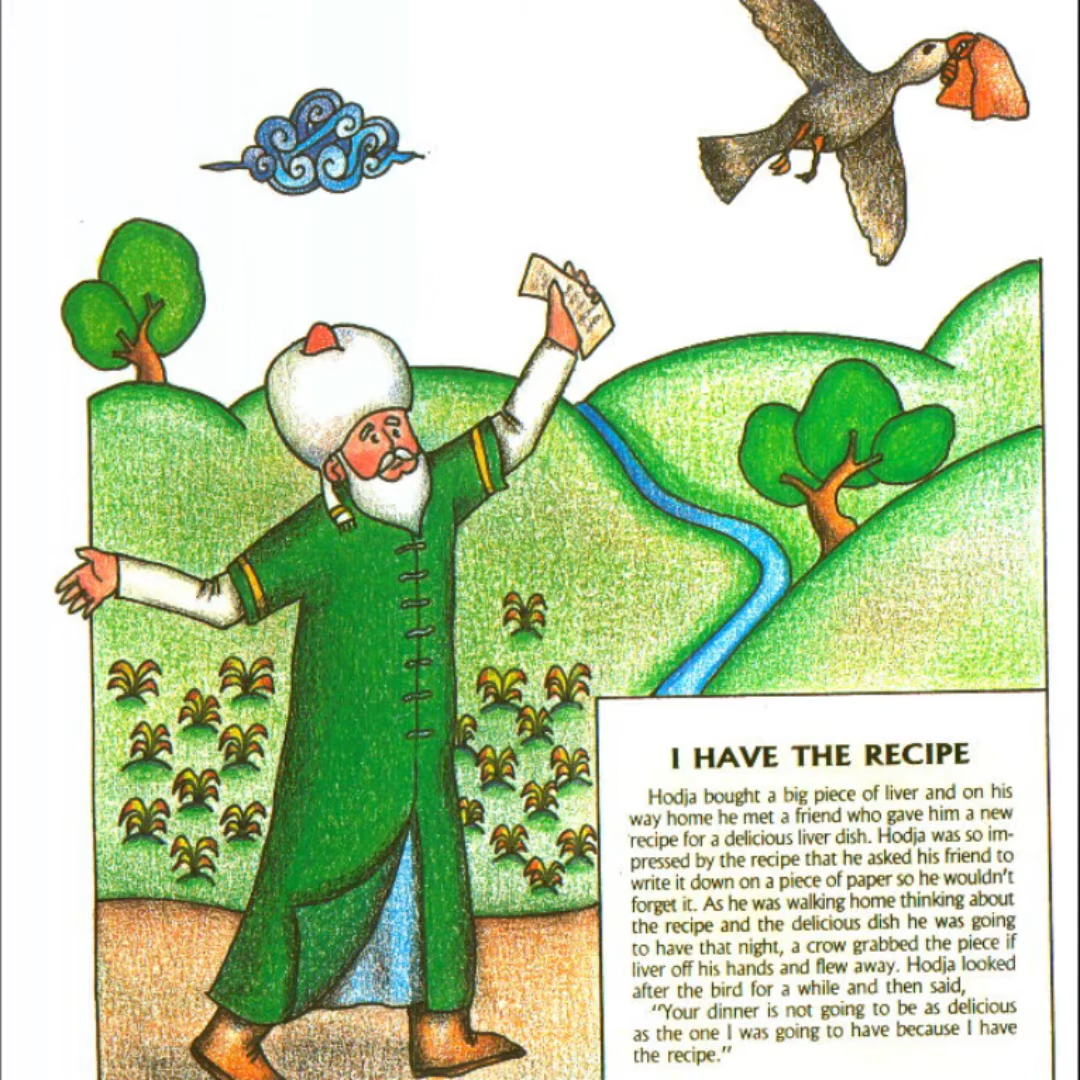 I HAVE THE RECIPE
Hodja bought a big piece of liver and on his
way home he met a friend who gave him a new
recipe for a delicious liver dish. Hodja was so im-
pressed by the recipe that he asked his friend to
write it down on a piece of paper so he wouldn't
forget it. As he was walking home thinking about
the recipe and the delicious dish he was going
to have that night, a crow grabbed the piece if
liver off his hands and flew away. Hodja looked
after the bird for a while and then said,
"Your dinner is not going to be as delicious
as the one I was going to have because I have
the recipe."